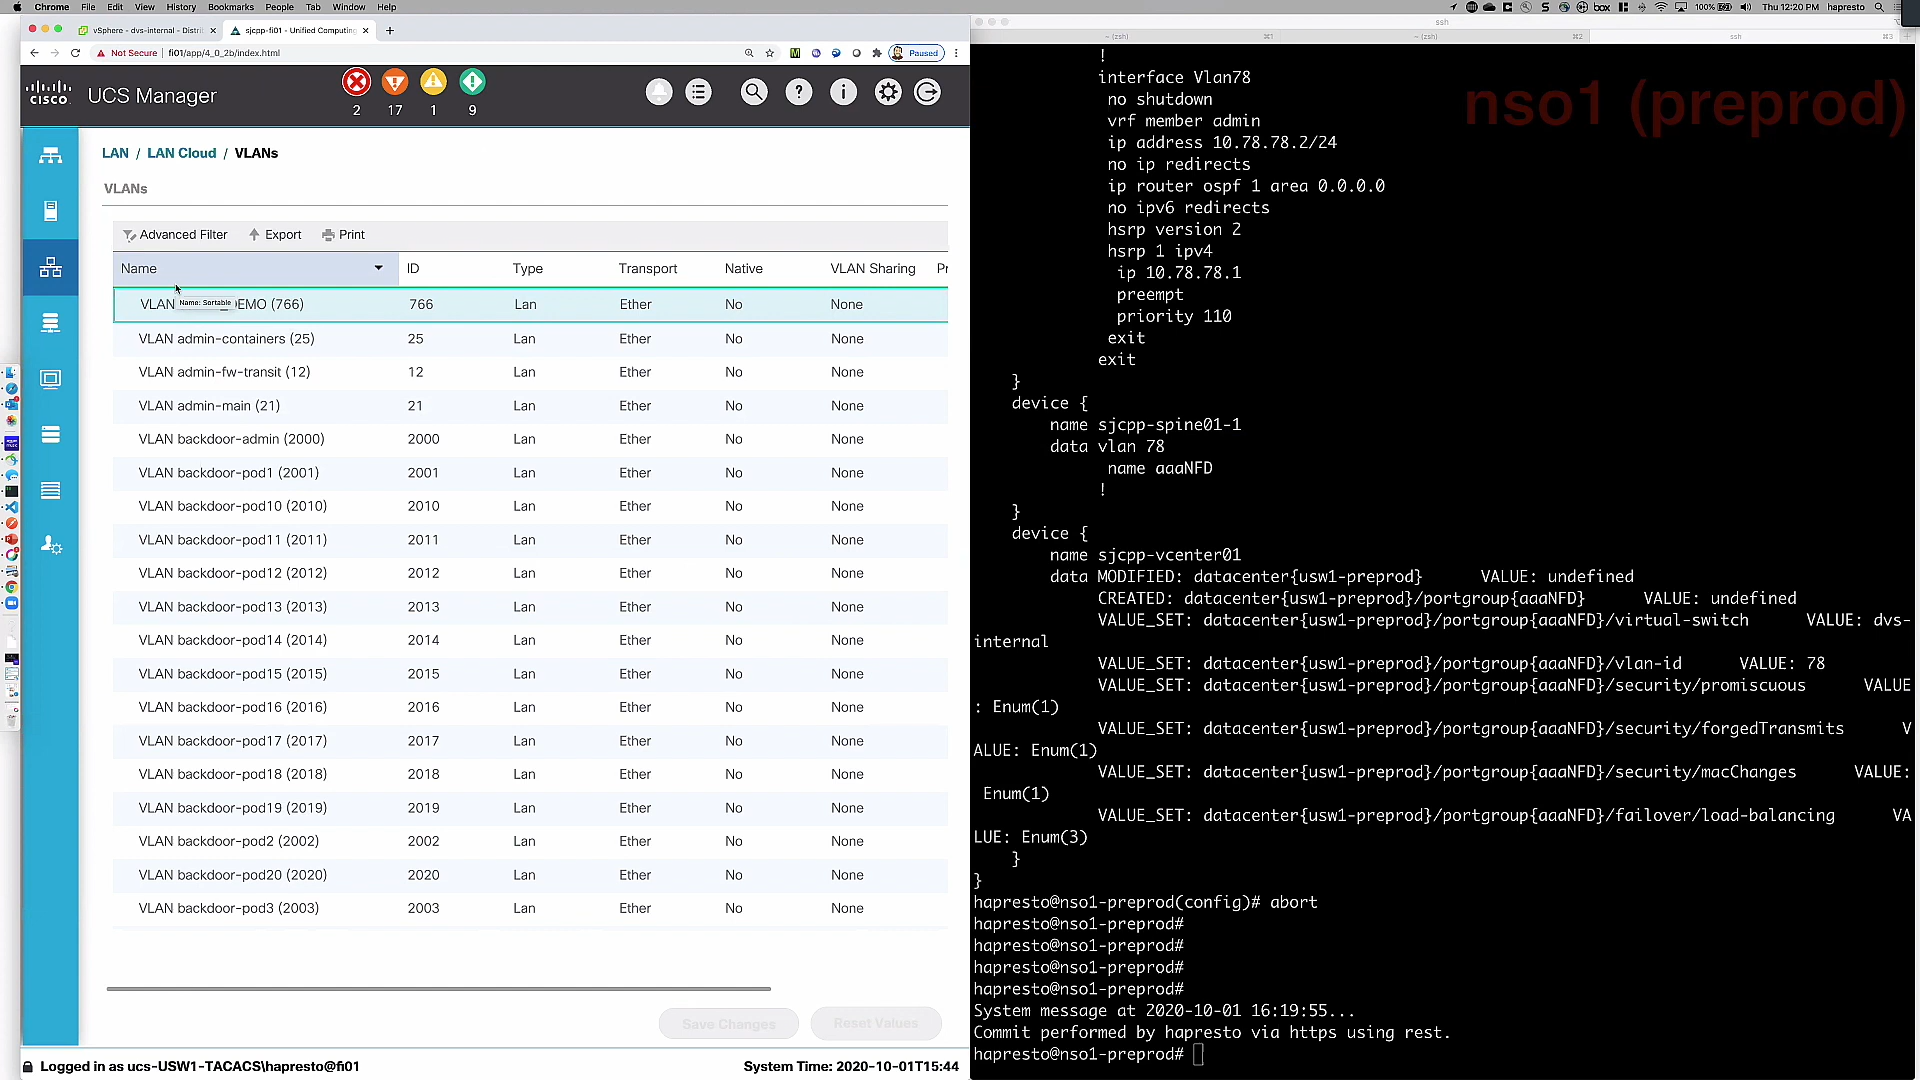 Chrome File Edit View History Bookmarks People Tab Window Help
box 100% Thu 12:20 PM hapresto
vSphere - dvs-internal - Distri
sjcpp-fi01 - Unified Computing
Not Secure | fi01/app/4_0_2b/index.html
Paused
CISCO
UCS Manager
2 17 1 9
LAN / LAN Cloud / VLANs
VLANs
Advanced Filter Export Print
Name ID Type Transport Native VLAN Sharing Pr
Name: Sortable
VLAN _DEMO (766) 766 Lan Ether No None
VLAN admin-containers (25) 25 Lan Ether No None
VLAN admin-fw-transit (12) 12 Lan Ether No None
VLAN admin-main (21) 21 Lan Ether No None
VLAN backdoor-admin (2000) 2000 Lan Ether No None
VLAN backdoor-pod1 (2001) 2001 Lan Ether No None
VLAN backdoor-pod10 (2010) 2010 Lan Ether No None
VLAN backdoor-pod11 (2011) 2011 Lan Ether No None
VLAN backdoor-pod12 (2012) 2012 Lan Ether No None
VLAN backdoor-pod13 (2013) 2013 Lan Ether No None
VLAN backdoor-pod14 (2014) 2014 Lan Ether No None
VLAN backdoor-pod15 (2015) 2015 Lan Ether No None
VLAN backdoor-pod16 (2016) 2016 Lan Ether No None
VLAN backdoor-pod17 (2017) 2017 Lan Ether No None
VLAN backdoor-pod18 (2018) 2018 Lan Ether No None
VLAN backdoor-pod19 (2019) 2019 Lan Ether No None
VLAN backdoor-pod2 (2002) 2002 Lan Ether No None
VLAN backdoor-pod20 (2020) 2020 Lan Ether No None
VLAN backdoor-pod3 (2003) 2003 Lan Ether No None
Save Changes Reset Values
Logged in as ucs-USW1-TACACS\hapresto@fi01
System Time: 2020-10-01T15:44
ssh
~ (zsh) ⌘1 ~ (zsh) ⌘2 ssh ⌘3
nso1 (preprod)
!
interface Vlan78
no shutdown
vrf member admin
ip address 10.78.78.2/24
no ip redirects
ip router ospf 1 area 0.0.0.0
no ipv6 redirects
hsrp version 2
hsrp 1 ipv4
ip 10.78.78.1
preempt
priority 110
exit
exit
}
device {
name sjcpp-spine01-1
data vlan 78
name aaaNFD
!
}
device {
name sjcpp-vcenter01
data MODIFIED: datacenter{usw1-preprod} VALUE: undefined
CREATED: datacenter{usw1-preprod}/portgroup{aaaNFD} VALUE: undefined
VALUE_SET: datacenter{usw1-preprod}/portgroup{aaaNFD}/virtual-switch VALUE: dvs-
internal
VALUE_SET: datacenter{usw1-preprod}/portgroup{aaaNFD}/vlan-id VALUE: 78
VALUE_SET: datacenter{usw1-preprod}/portgroup{aaaNFD}/security/promiscuous VALUE
: Enum(1)
VALUE_SET: datacenter{usw1-preprod}/portgroup{aaaNFD}/security/forgedTransmits V
ALUE: Enum(1)
VALUE_SET: datacenter{usw1-preprod}/portgroup{aaaNFD}/security/macChanges VALUE:
Enum(1)
VALUE_SET: datacenter{usw1-preprod}/portgroup{aaaNFD}/failover/load-balancing VA
LUE: Enum(3)
}
}
hapresto@nso1-preprod(config)# abort
hapresto@nso1-preprod#
hapresto@nso1-preprod#
hapresto@nso1-preprod#
hapresto@nso1-preprod#
System message at 2020-10-01 16:19:55...
Commit performed by hapresto via https using rest.
hapresto@nso1-preprod#